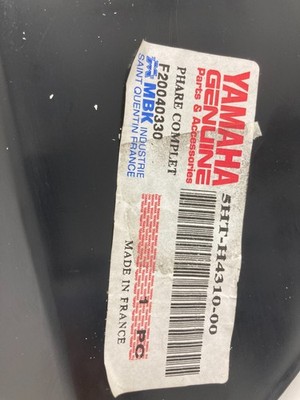 YAMAHA
GENUINE
Parts & Accessories
5HT-H4310-00
PHARE COMPLET
F20040330
MBK INDUSTRIE
SAINT QUENTIN FRANCE
1 PC
MADE IN FRANCE